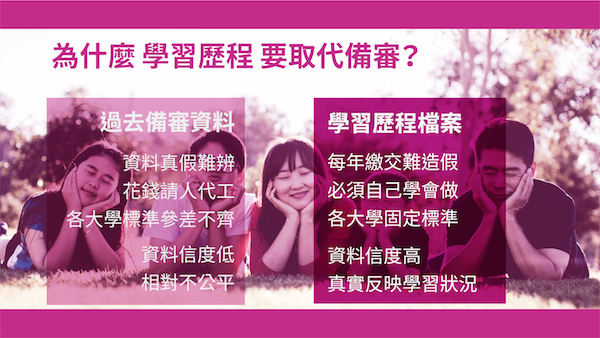 為什麼 學習歷程 要取代備審？
過去備審資料
資料真假難辨
花錢請人代工
各大學標準參差不齊
資料信度低
相對不公平
學習歷程檔案
每年繳交難造假
必須自己學會做
各大學固定標準
資料信度高
真實反映學習狀況